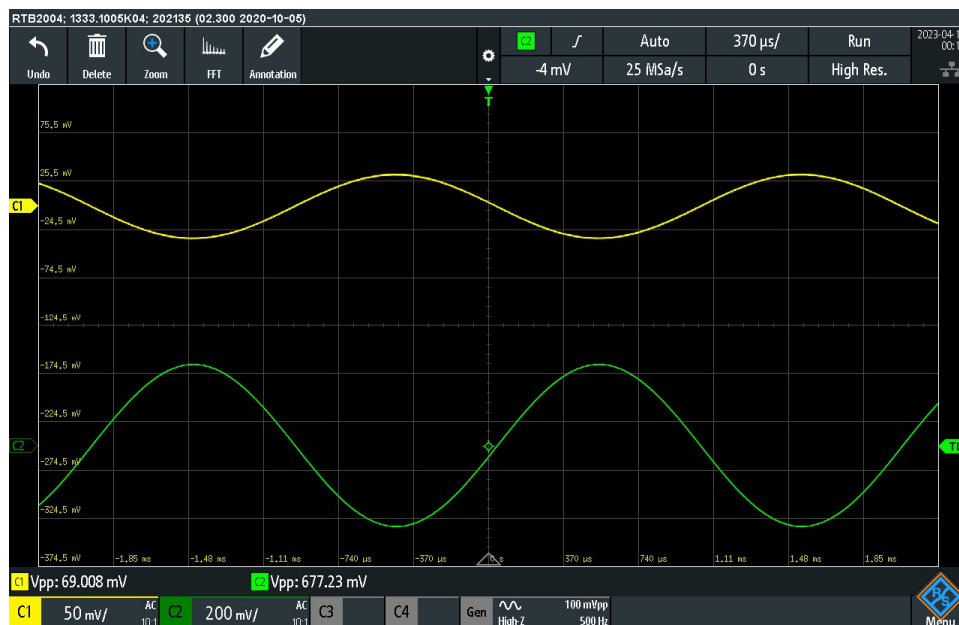 RTB2004; 1333.1005K04; 202135 (02.300 2020-10-05)
Undo Delete Zoom FFT Annotation
C2 Auto 370 µs/ Run
-4 mV 25 MSa/s 0 s High Res.
2023-04-1
00:1
T
75,5 mV
25,5 mV
C1
-24,5 mV
-74,5 mV
-124,5 mV
-174,5 mV
-224,5 mV
C2
TL
-274,5 mV
-324,5 mV
-374,5 mV -1,85 ms -1,48 ms -1,11 ms -740 µs -370 µs 0 s 370 µs 740 µs 1,11 ms 1,48 ms 1,85 ms
C1 Vpp: 69.008 mV C2 Vpp: 677.23 mV
C1 50 mV/ AC 10:1 C2 200 mV/ AC 10:1 C3 C4 Gen 100 mVpp High-Z 500 Hz
R&S
Menu